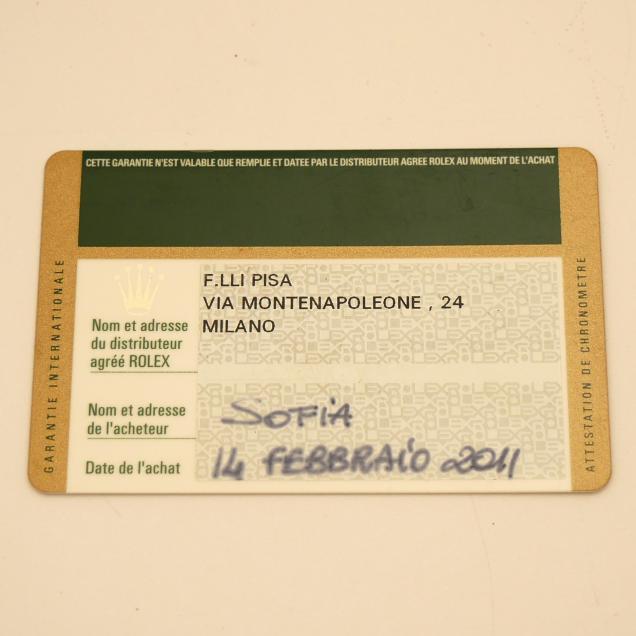 CETTE GARANTIE N'EST VALABLE QUE REMPLIE ET DATEE PAR LE DISTRIBUTEUR AGREE ROLEX AU MOMENT DE L'ACHAT
GARANTIE INTERNATIONALE
F.LLI PISA
VIA MONTENAPOLEONE , 24
MILANO
Nom et adresse
du distributeur
agréé ROLEX
Nom et adresse
de l'acheteur
SOFIA
Date de l'achat
14 FEBBRAIO 2011
ATTESTATION DE CHRONOMETRE